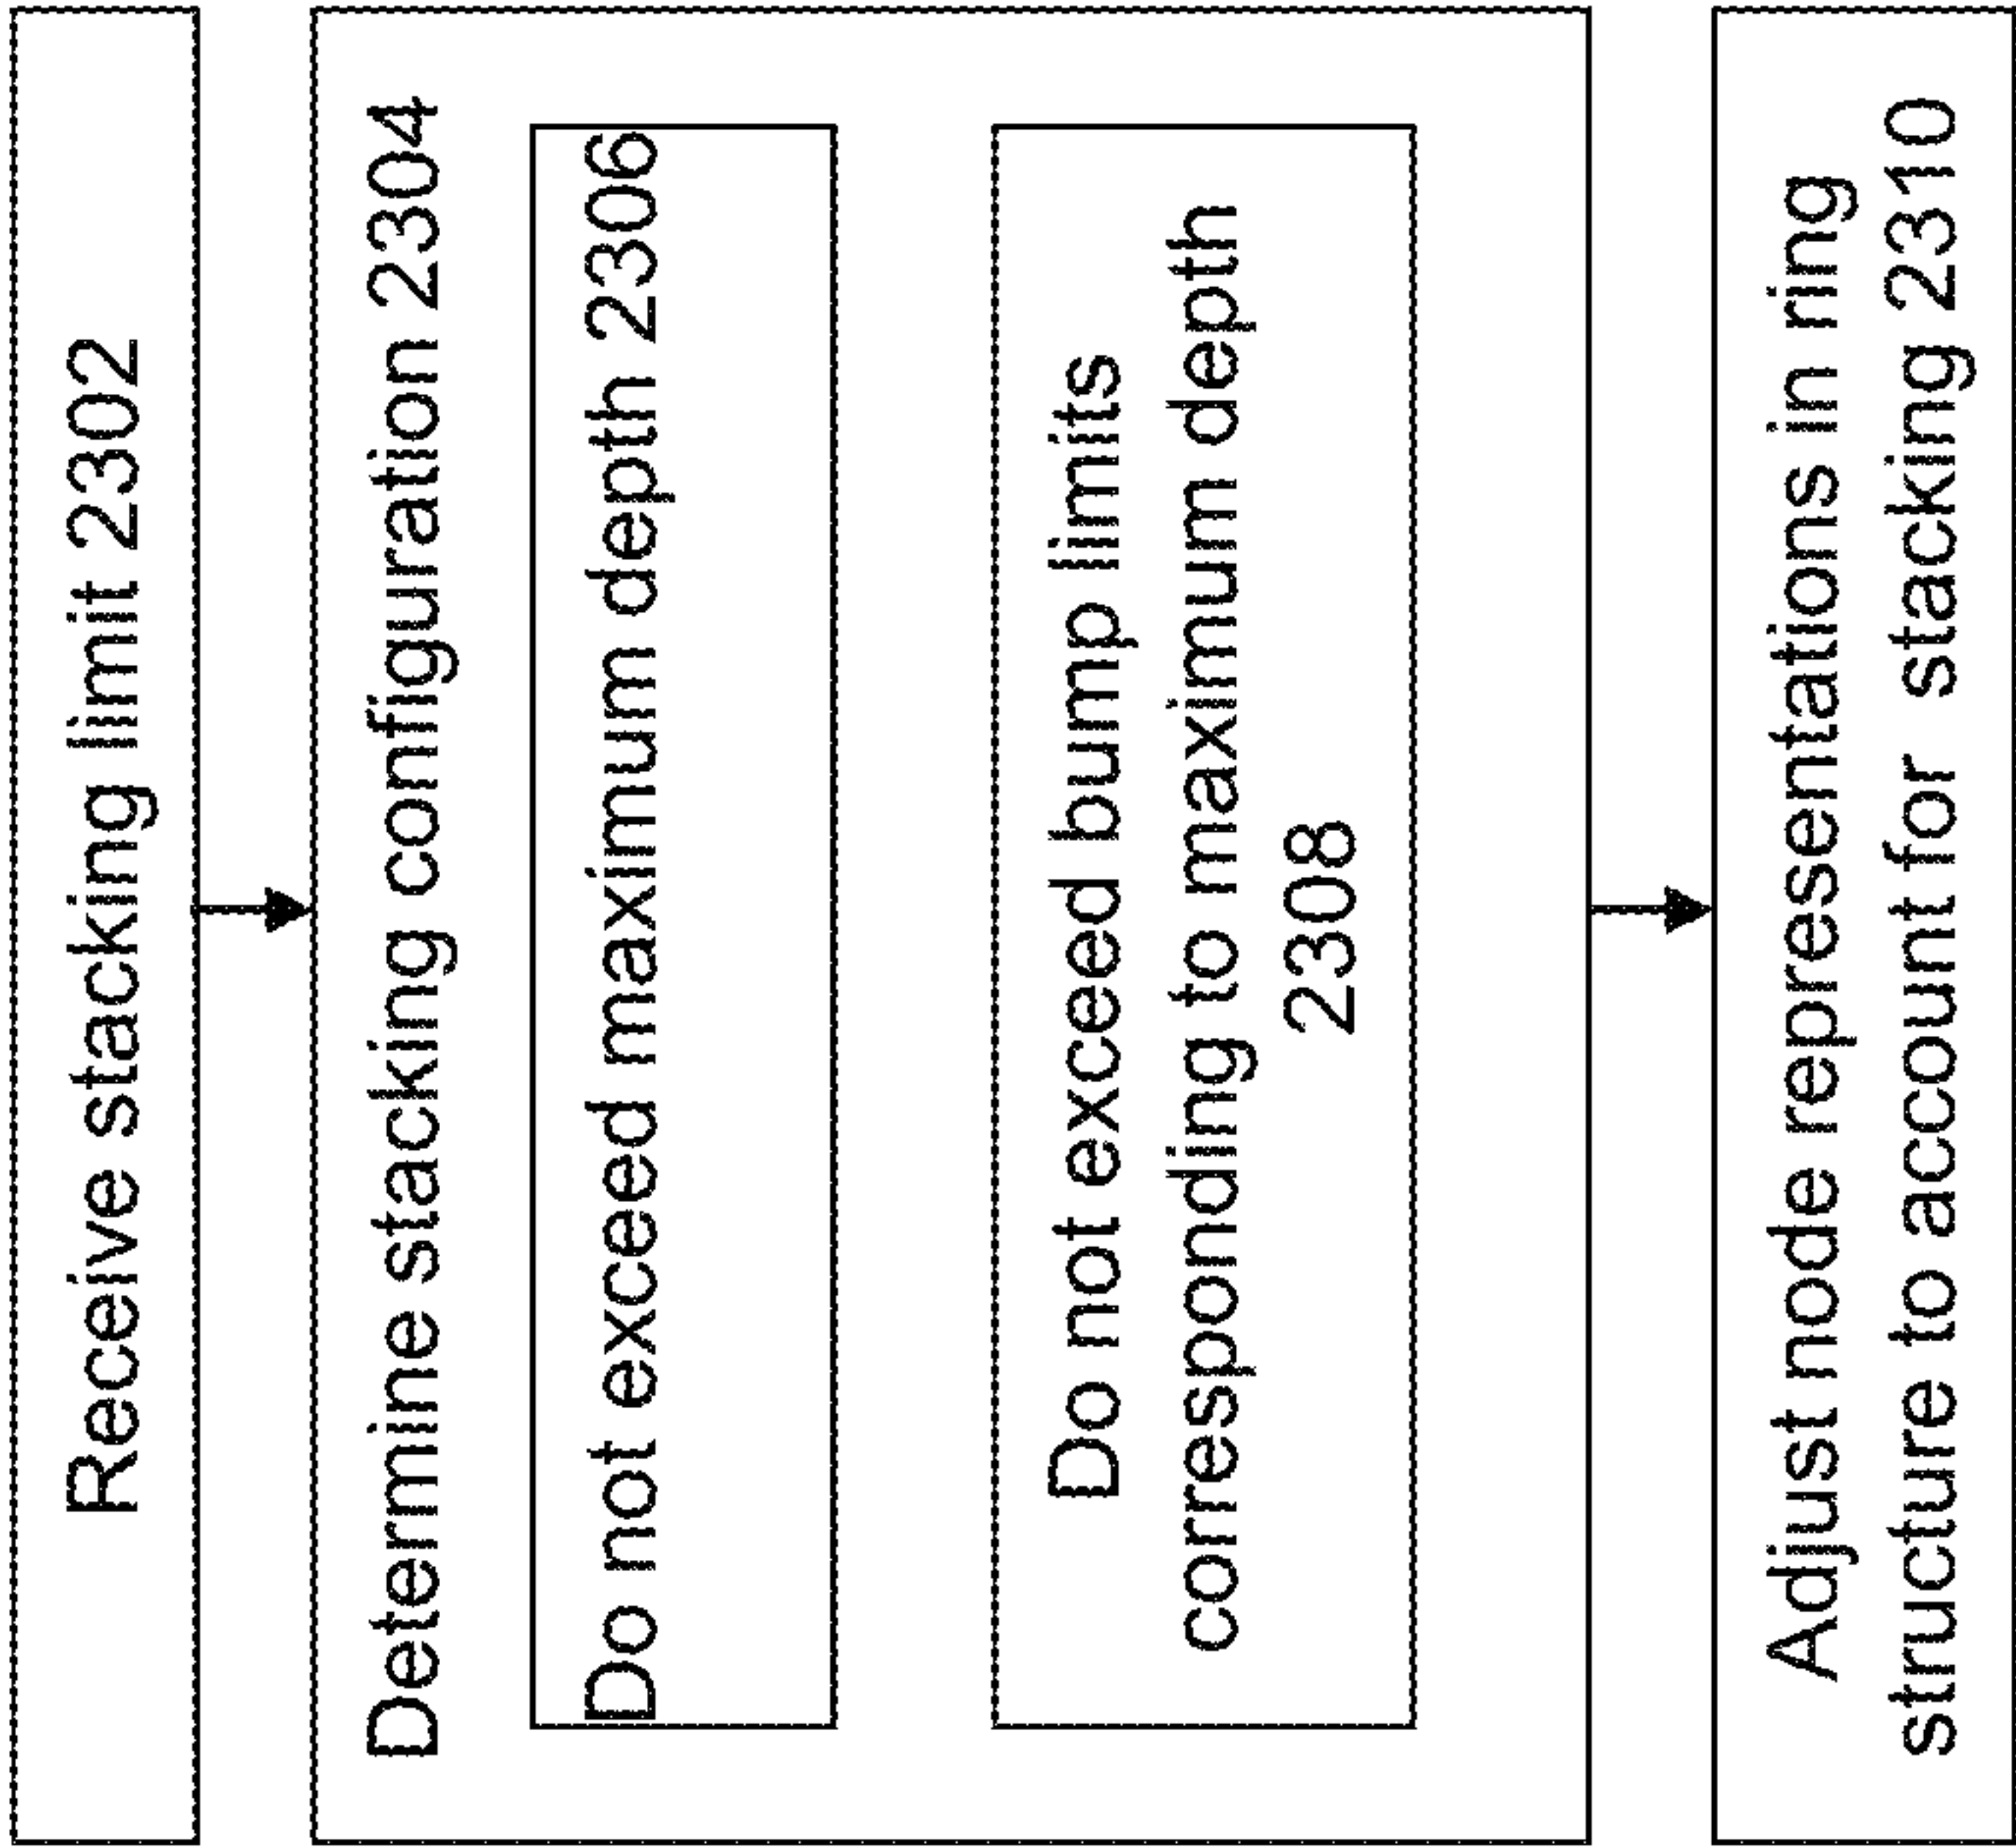 Receive stacking limit 2302
Determine stacking configuration 2304
Do not exceed maximum depth 2306
Do not exceed bump limits
corresponding to maximum depth
2308
Adjust node representations in ring
structure to account for stacking 2310